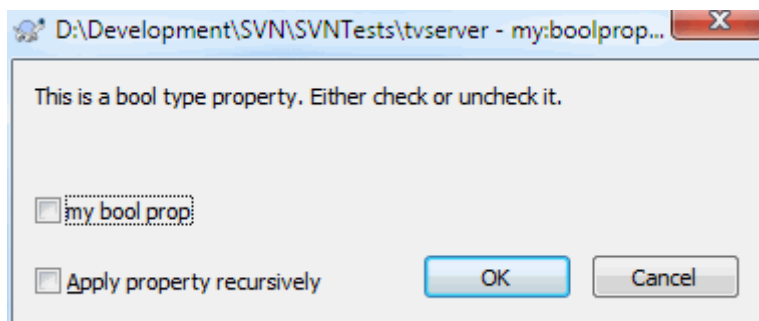 D:\Development\SVN\SVNTests\tvserver - my:boolprop...
This is a bool type property. Either check or uncheck it.
my bool prop
Apply property recursively
OK
Cancel